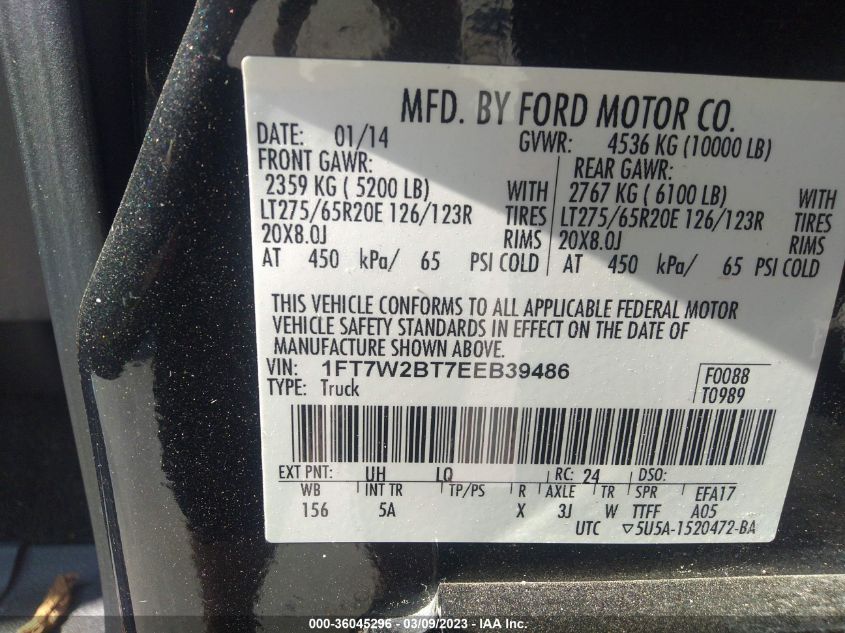 MFD. BY FORD MOTOR CO.
DATE: 01/14 GVWR: 4536 KG (10000 LB)
FRONT GAWR: REAR GAWR:
2359 KG ( 5200 LB) WITH 2767 KG ( 6100 LB) WITH
LT275/65R20E 126/123R TIRES LT275/65R20E 126/123R TIRES
20X8.0J RIMS 20X8.0J RIMS
AT 450 kPa/ 65 PSI COLD AT 450 kPa/ 65 PSI COLD
THIS VEHICLE CONFORMS TO ALL APPLICABLE FEDERAL MOTOR
VEHICLE SAFETY STANDARDS IN EFFECT ON THE DATE OF
MANUFACTURE SHOWN ABOVE.
VIN: 1FT7W2BT7EEB39486
TYPE: Truck
F0088
T0989
EXT PNT: UH LQ RC: 24 DSO:
WB INT TR TP/PS R AXLE TR SPR EFA17
156 5A X 3J W TTFF A05
UTC ▽5U5A-1520472-BA
000-36045296 - 03/09/2023 - IAA Inc.